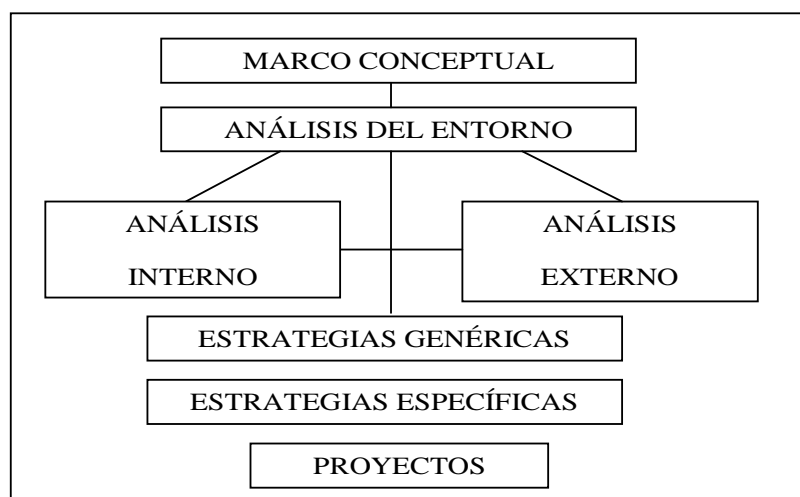 MARCO CONCEPTUAL
ANÁLISIS DEL ENTORNO
ANÁLISIS
INTERNO
ANÁLISIS
EXTERNO
ESTRATEGIAS GENÉRICAS
ESTRATEGIAS ESPECÍFICAS
PROYECTOS